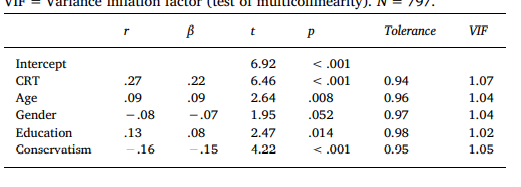 VIF = Variance inflation factor (test of multicollinearity). N = 797.
r β t p Tolerance VIF
Intercept 6.92 < .001
CRT .27 .22 6.46 < .001 0.94 1.07
Age .09 .09 2.64 .008 0.96 1.04
Gender −.08 −.07 1.95 .052 0.97 1.04
Education .13 .08 2.47 .014 0.98 1.02
Conservatism −.16 −.15 4.22 < .001 0.95 1.05